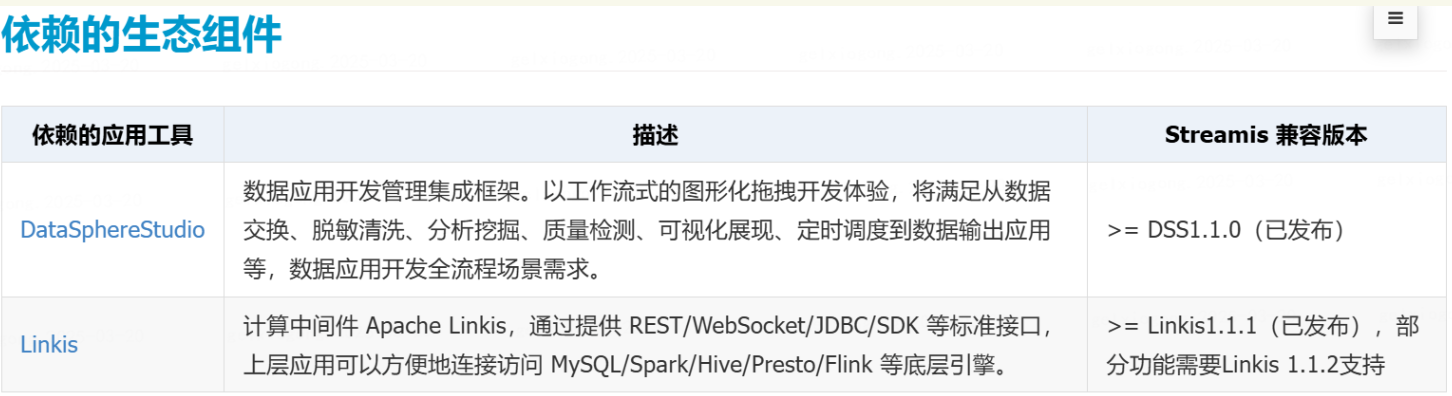 依赖的生态组件
依赖的应用工具 描述 Streamis 兼容版本
数据应用开发管理集成框架。以工作流式的图形化拖拽开发体验，将满足从数据
DataSphereStudio 交换、脱敏清洗、分析挖掘、质量检测、可视化展现、定时调度到数据输出应用 >= DSS1.1.0（已发布）
等，数据应用开发全流程场景需求。
Linkis
计算中间件 Apache Linkis，通过提供 REST/WebSocket/JDBC/SDK 等标准接口，
上层应用可以方便地连接访问 MySQL/Spark/Hive/Presto/Flink 等底层引擎。
>= Linkis1.1.1（已发布），部
分功能需要Linkis 1.1.2支持